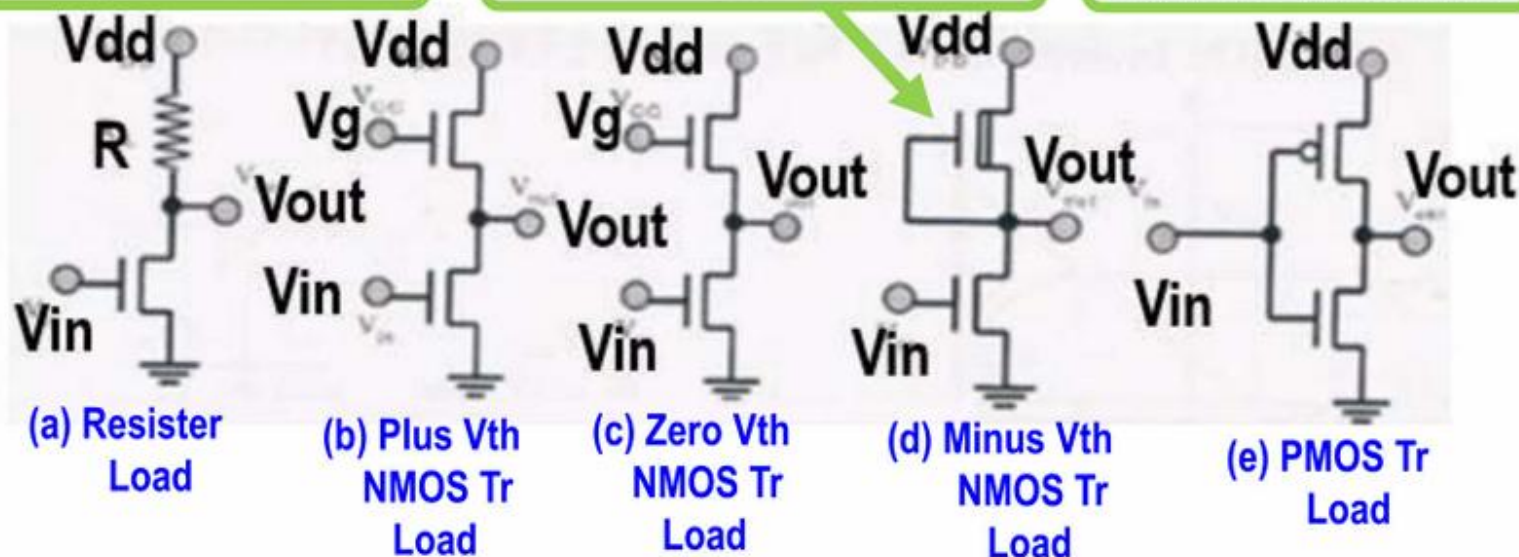 Vdd
R
Vout
Vin
(a) Resister
Load
Vdd
Vg
Vout
Vin
(b) Plus Vth
NMOS Tr
Load
Vdd
Vg
Vout
Vin
(c) Zero Vth
NMOS Tr
Load
Vdd
Vout
Vin
(d) Minus Vth
NMOS Tr
Load
Vdd
Vout
Vin
(e) PMOS Tr
Load